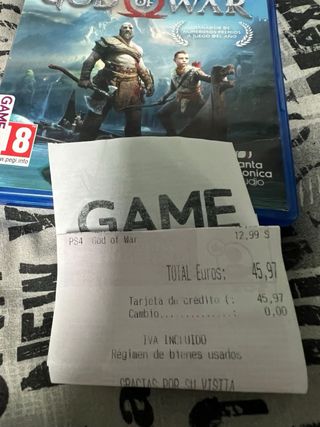 GOD OF WAR
GANADOR DE
NUMEROSOS PREMIOS
A JUEGO DEL AÑO
GAME
18
pegi.info
Santa
Monica
Studio
GAME
PS4 God of War 12,99 $
TOTAL Euros: 45,97
Tarjeta de crédito (: 45,97
Cambio..............: 0,00
IVA INCLUIDO
Régimen de bienes usados
GRACIAS POR SU VISITA